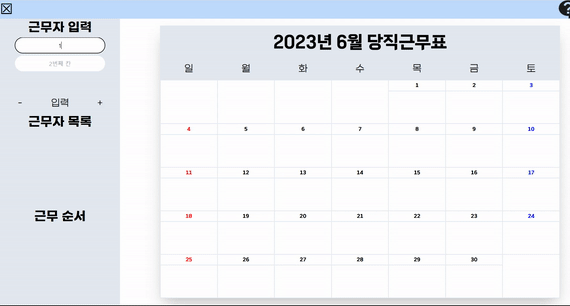 ?
근무자 입력
2번째 칸
- 입력 +
근무자 목록
근무 순서
2023년 6월 당직근무표
일 월 화 수 목 금 토
1 2 3
4 5 6 7 8 9 10
11 12 13 14 15 16 17
18 19 20 21 22 23 24
25 26 27 28 29 30